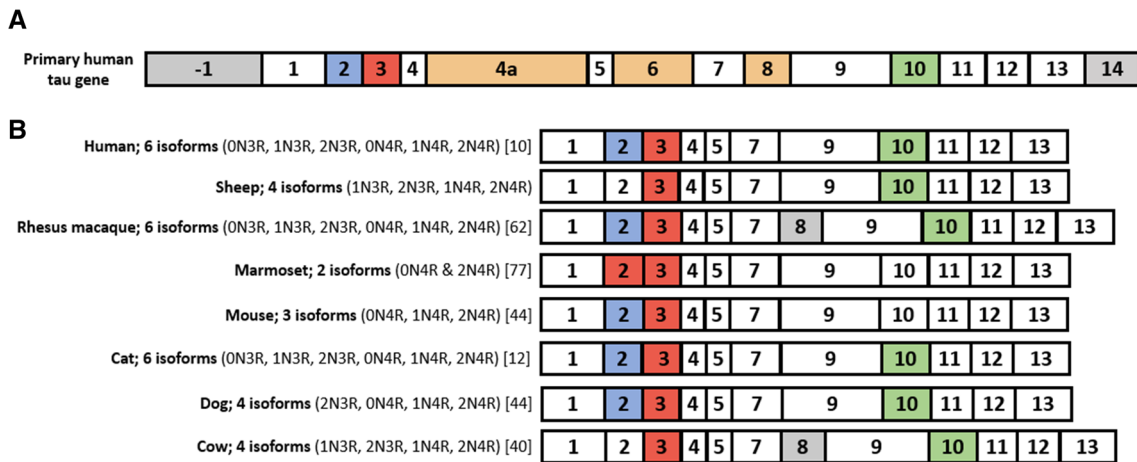 A
Primary human
tau gene
-1 1 2 3 4 4a 5 6 7 8 9 10 11 12 13 14
B
Human; 6 isoforms (0N3R, 1N3R, 2N3R, 0N4R, 1N4R, 2N4R) [10] 1 2 3 4 5 7 9 10 11 12 13
Sheep; 4 isoforms (1N3R, 2N3R, 1N4R, 2N4R) 1 2 3 4 5 7 9 10 11 12 13
Rhesus macaque; 6 isoforms (0N3R, 1N3R, 2N3R, 0N4R, 1N4R, 2N4R) [62] 1 2 3 4 5 7 8 9 10 11 12 13
Marmoset; 2 isoforms (0N4R & 2N4R) [77] 1 2 3 4 5 7 9 10 11 12 13
Mouse; 3 isoforms (0N4R, 1N4R, 2N4R) [44] 1 2 3 4 5 7 9 10 11 12 13
Cat; 6 isoforms (0N3R, 1N3R, 2N3R, 0N4R, 1N4R, 2N4R) [12] 1 2 3 4 5 7 9 10 11 12 13
Dog; 4 isoforms (2N3R, 0N4R, 1N4R, 2N4R) [44] 1 2 3 4 5 7 9 10 11 12 13
Cow; 4 isoforms (1N3R, 2N3R, 1N4R, 2N4R) [40] 1 2 3 4 5 7 8 9 10 11 12 13